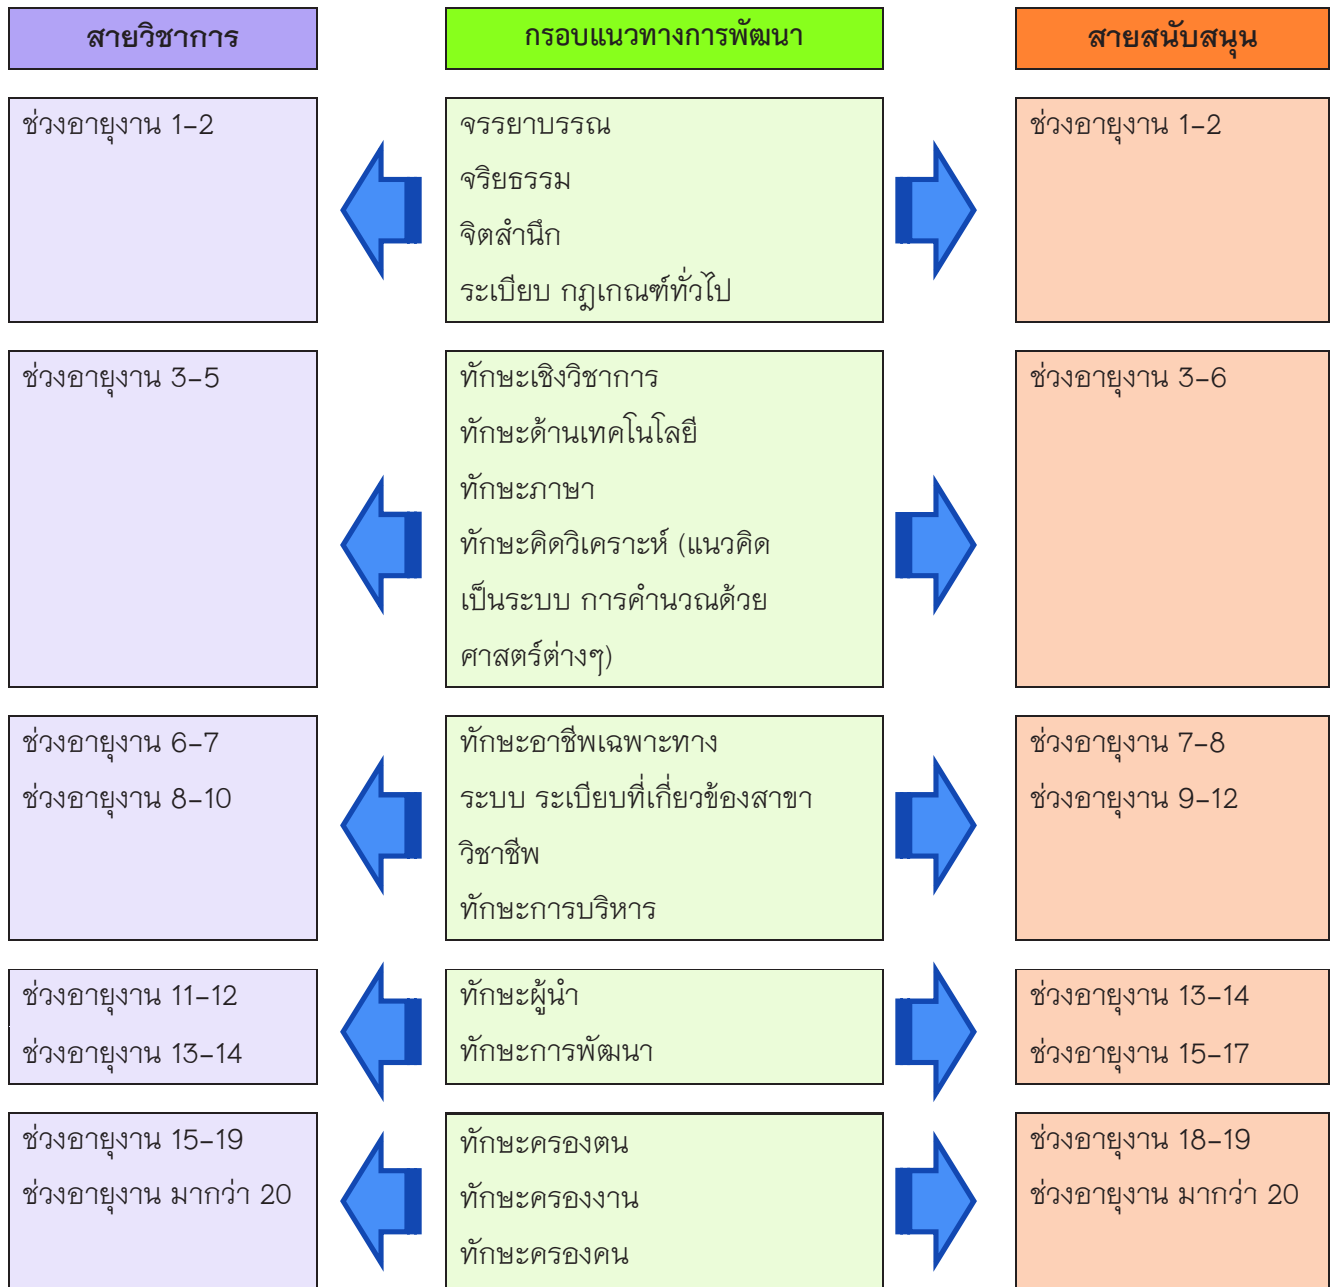 สายวิชาการ
กรอบแนวทางการพัฒนา
สายสนับสนุน
ช่วงอายุงาน 1-2
จรรยาบรรณ
จริยธรรม
จิตสำนึก
ระเบียบ กฎเกณฑ์ทั่วไป
ช่วงอายุงาน 1-2
ช่วงอายุงาน 3-5
ทักษะเชิงวิชาการ
ทักษะด้านเทคโนโลยี
ทักษะภาษา
ทักษะคิดวิเคราะห์ (แนวคิด
เป็นระบบ การคำนวณด้วย
ศาสตร์ต่างๆ)
ช่วงอายุงาน 3-6
ช่วงอายุงาน 6-7
ช่วงอายุงาน 8-10
ทักษะอาชีพเฉพาะทาง
ระบบ ระเบียบที่เกี่ยวข้องสาขา
วิชาชีพ
ทักษะการบริหาร
ช่วงอายุงาน 7-8
ช่วงอายุงาน 9-12
ช่วงอายุงาน 11-12
ช่วงอายุงาน 13-14
ทักษะผู้นำ
ทักษะการพัฒนา
ช่วงอายุงาน 13-14
ช่วงอายุงาน 15-17
ช่วงอายุงาน 15-19
ช่วงอายุงาน มากว่า 20
ทักษะครองตน
ทักษะครองงาน
ทักษะครองคน
ช่วงอายุงาน 18-19
ช่วงอายุงาน มากว่า 20